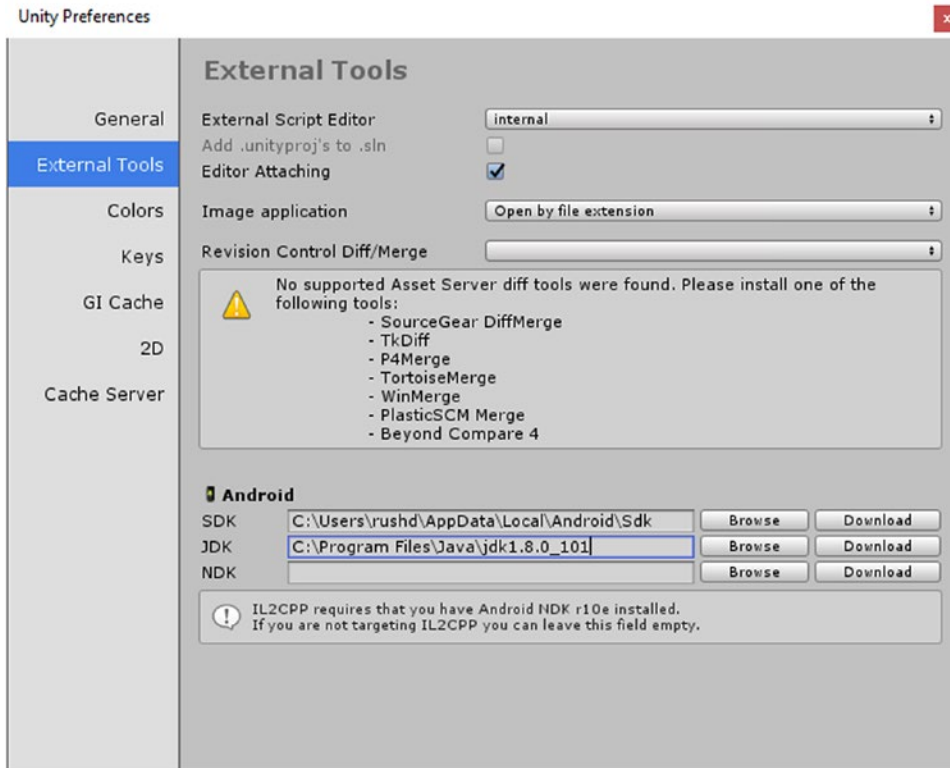 Unity Preferences
x
External Tools
General
External Tools
Colors
Keys
GI Cache
2D
Cache Server
External Script Editor
internal
Add .unityproj's to .sln
Editor Attaching
Image application
Open by file extension
Revision Control Diff/Merge
No supported Asset Server diff tools were found. Please install one of the
following tools:
- SourceGear DiffMerge
- TkDiff
- P4Merge
- TortoiseMerge
- WinMerge
- PlasticSCM Merge
- Beyond Compare 4
Android
SDK C:\Users\rushd\AppData\Local\Android\Sdk Browse Download
JDK C:\Program Files\Java\jdk1.8.0_101 Browse Download
NDK Browse Download
IL2CPP requires that you have Android NDK r10e installed.
If you are not targeting IL2CPP you can leave this field empty.